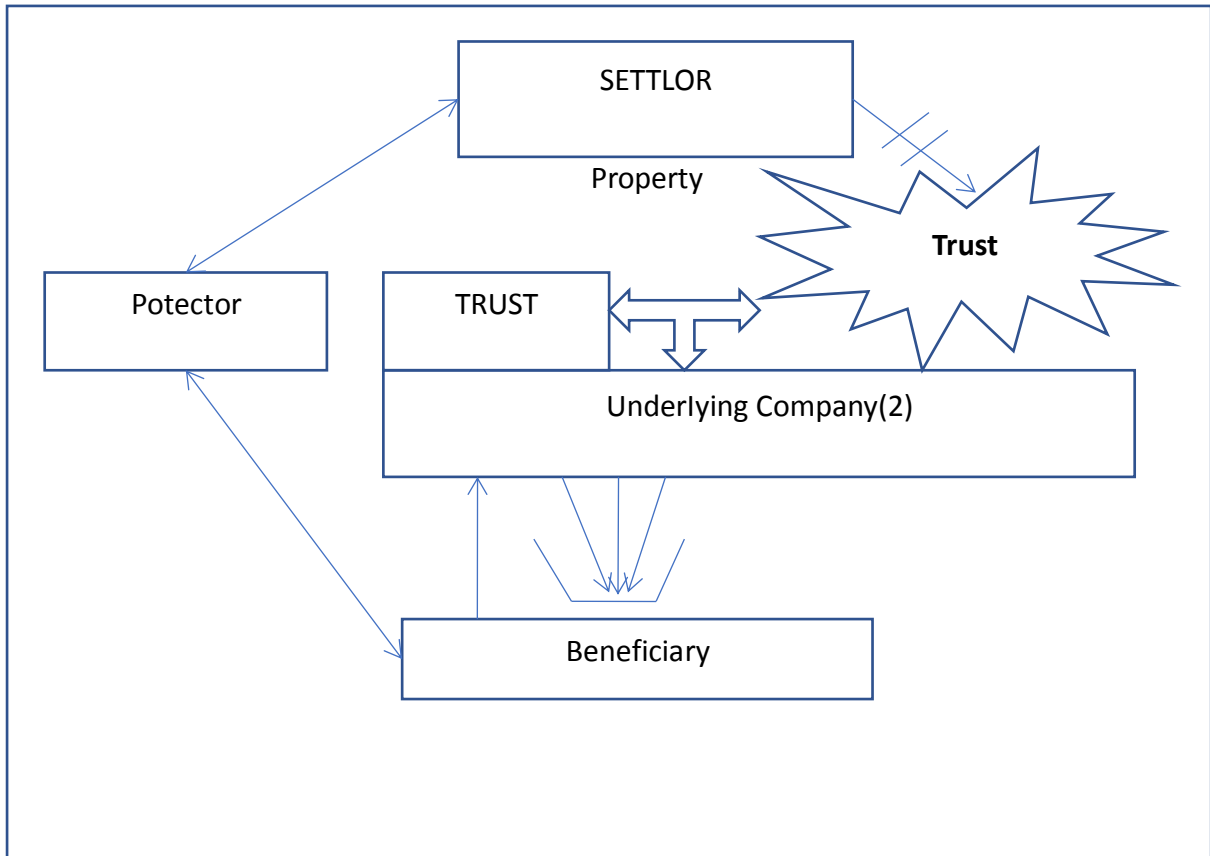 SETTLOR
Property
Trust
Potector
TRUST
Underlying Company(2)
Beneficiary